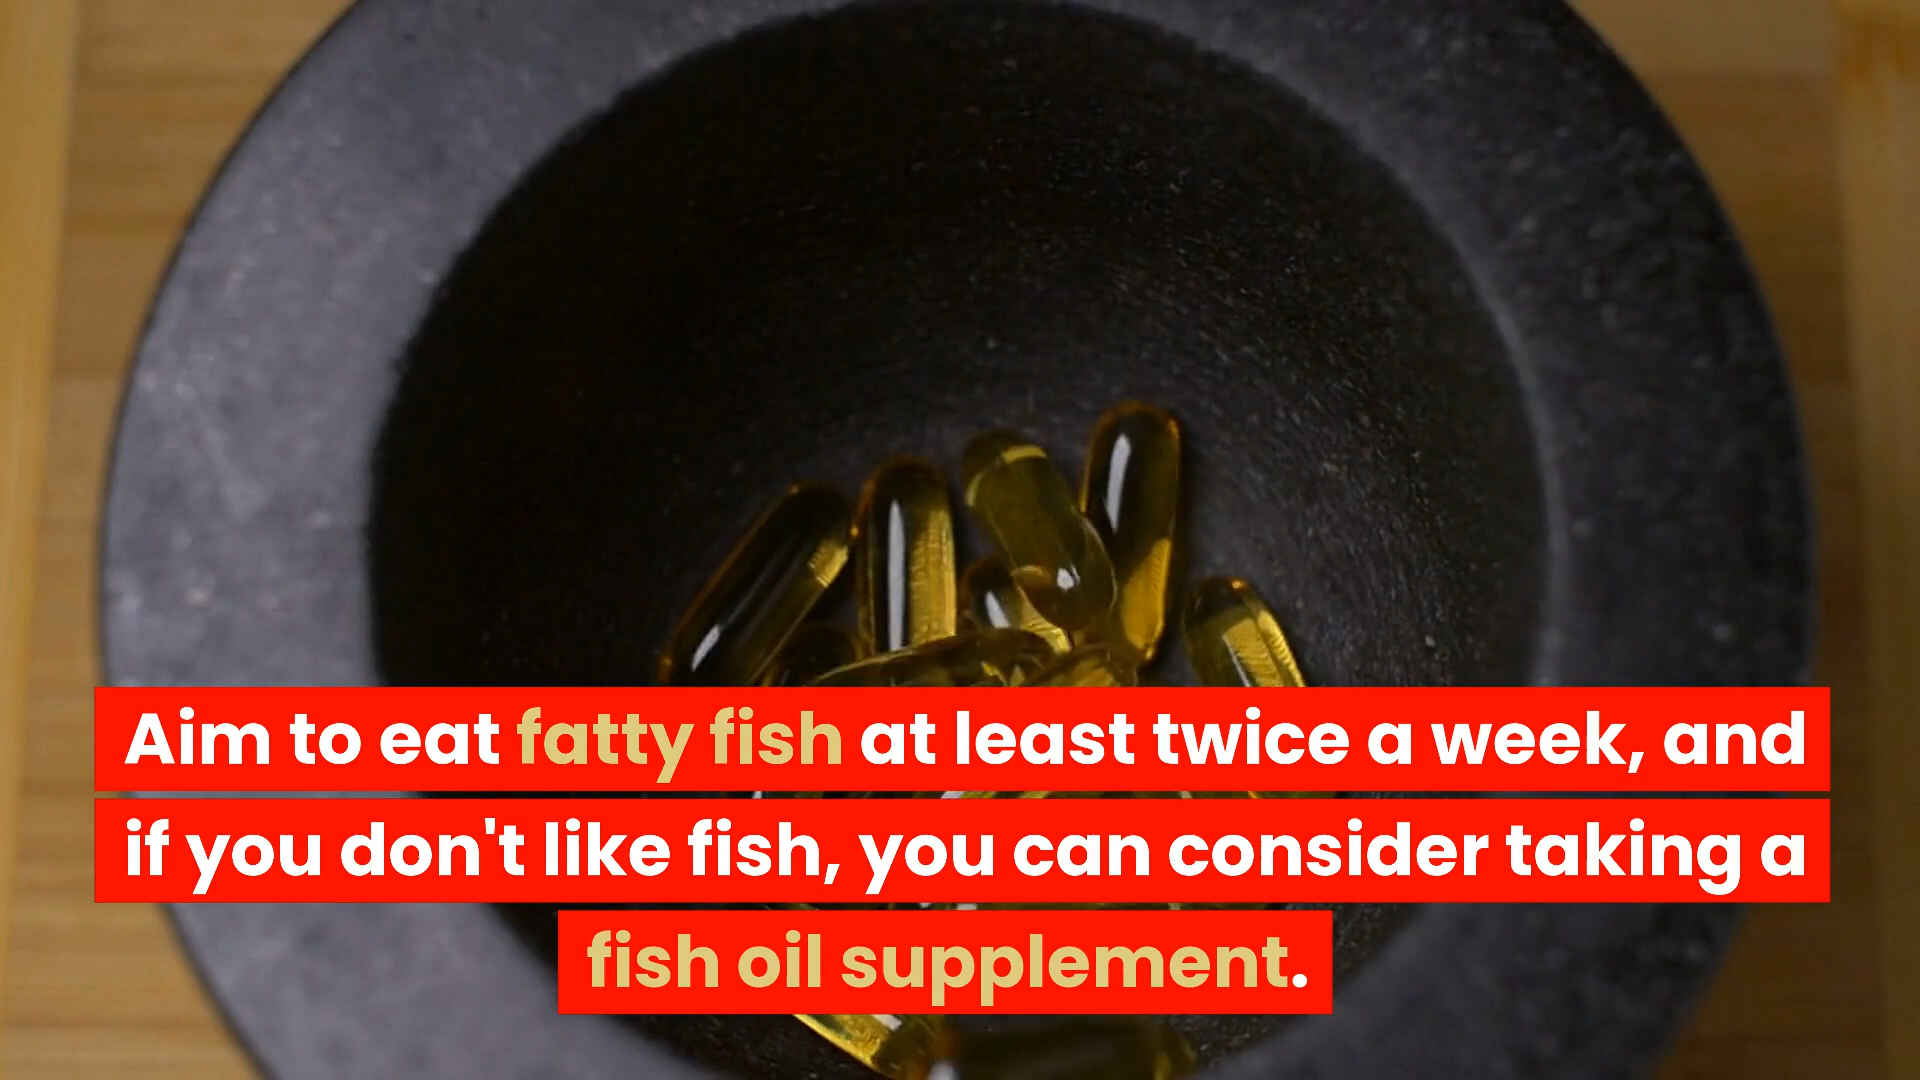 Aim to eat fatty fish at least twice a week, and
if you don't like fish, you can consider taking a
fish oil supplement.